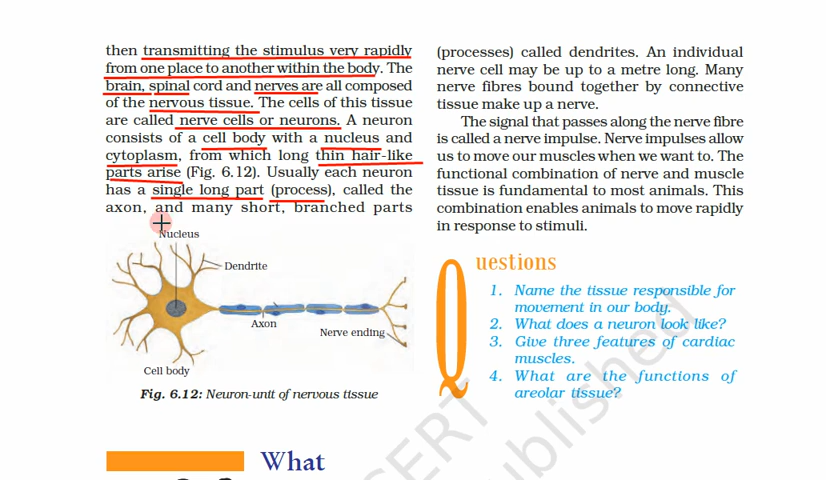 then transmitting the stimulus very rapidly
from one place to another within the body. The
brain, spinal cord and nerves are all composed
of the nervous tissue. The cells of this tissue
are called nerve cells or neurons. A neuron
consists of a cell body with a nucleus and
cytoplasm, from which long thin hair-like
parts arise (Fig. 6.12). Usually each neuron
has a single long part (process), called the
axon, and many short, branched parts
Nucleus
Dendrite
Axon
Nerve ending
Cell body
Fig. 6.12: Neuron-unit of nervous tissue
What
(processes) called dendrites. An individual
nerve cell may be up to a metre long. Many
nerve fibres bound together by connective
tissue make up a nerve.
The signal that passes along the nerve fibre
is called a nerve impulse. Nerve impulses allow
us to move our muscles when we want to. The
functional combination of nerve and muscle
tissue is fundamental to most animals. This
combination enables animals to move rapidly
in response to stimuli.
Questions
1. Name the tissue responsible for
movement in our body.
2. What does a neuron look like?
3. Give three features of cardiac
muscles.
4. What are the functions of
areolar tissue?